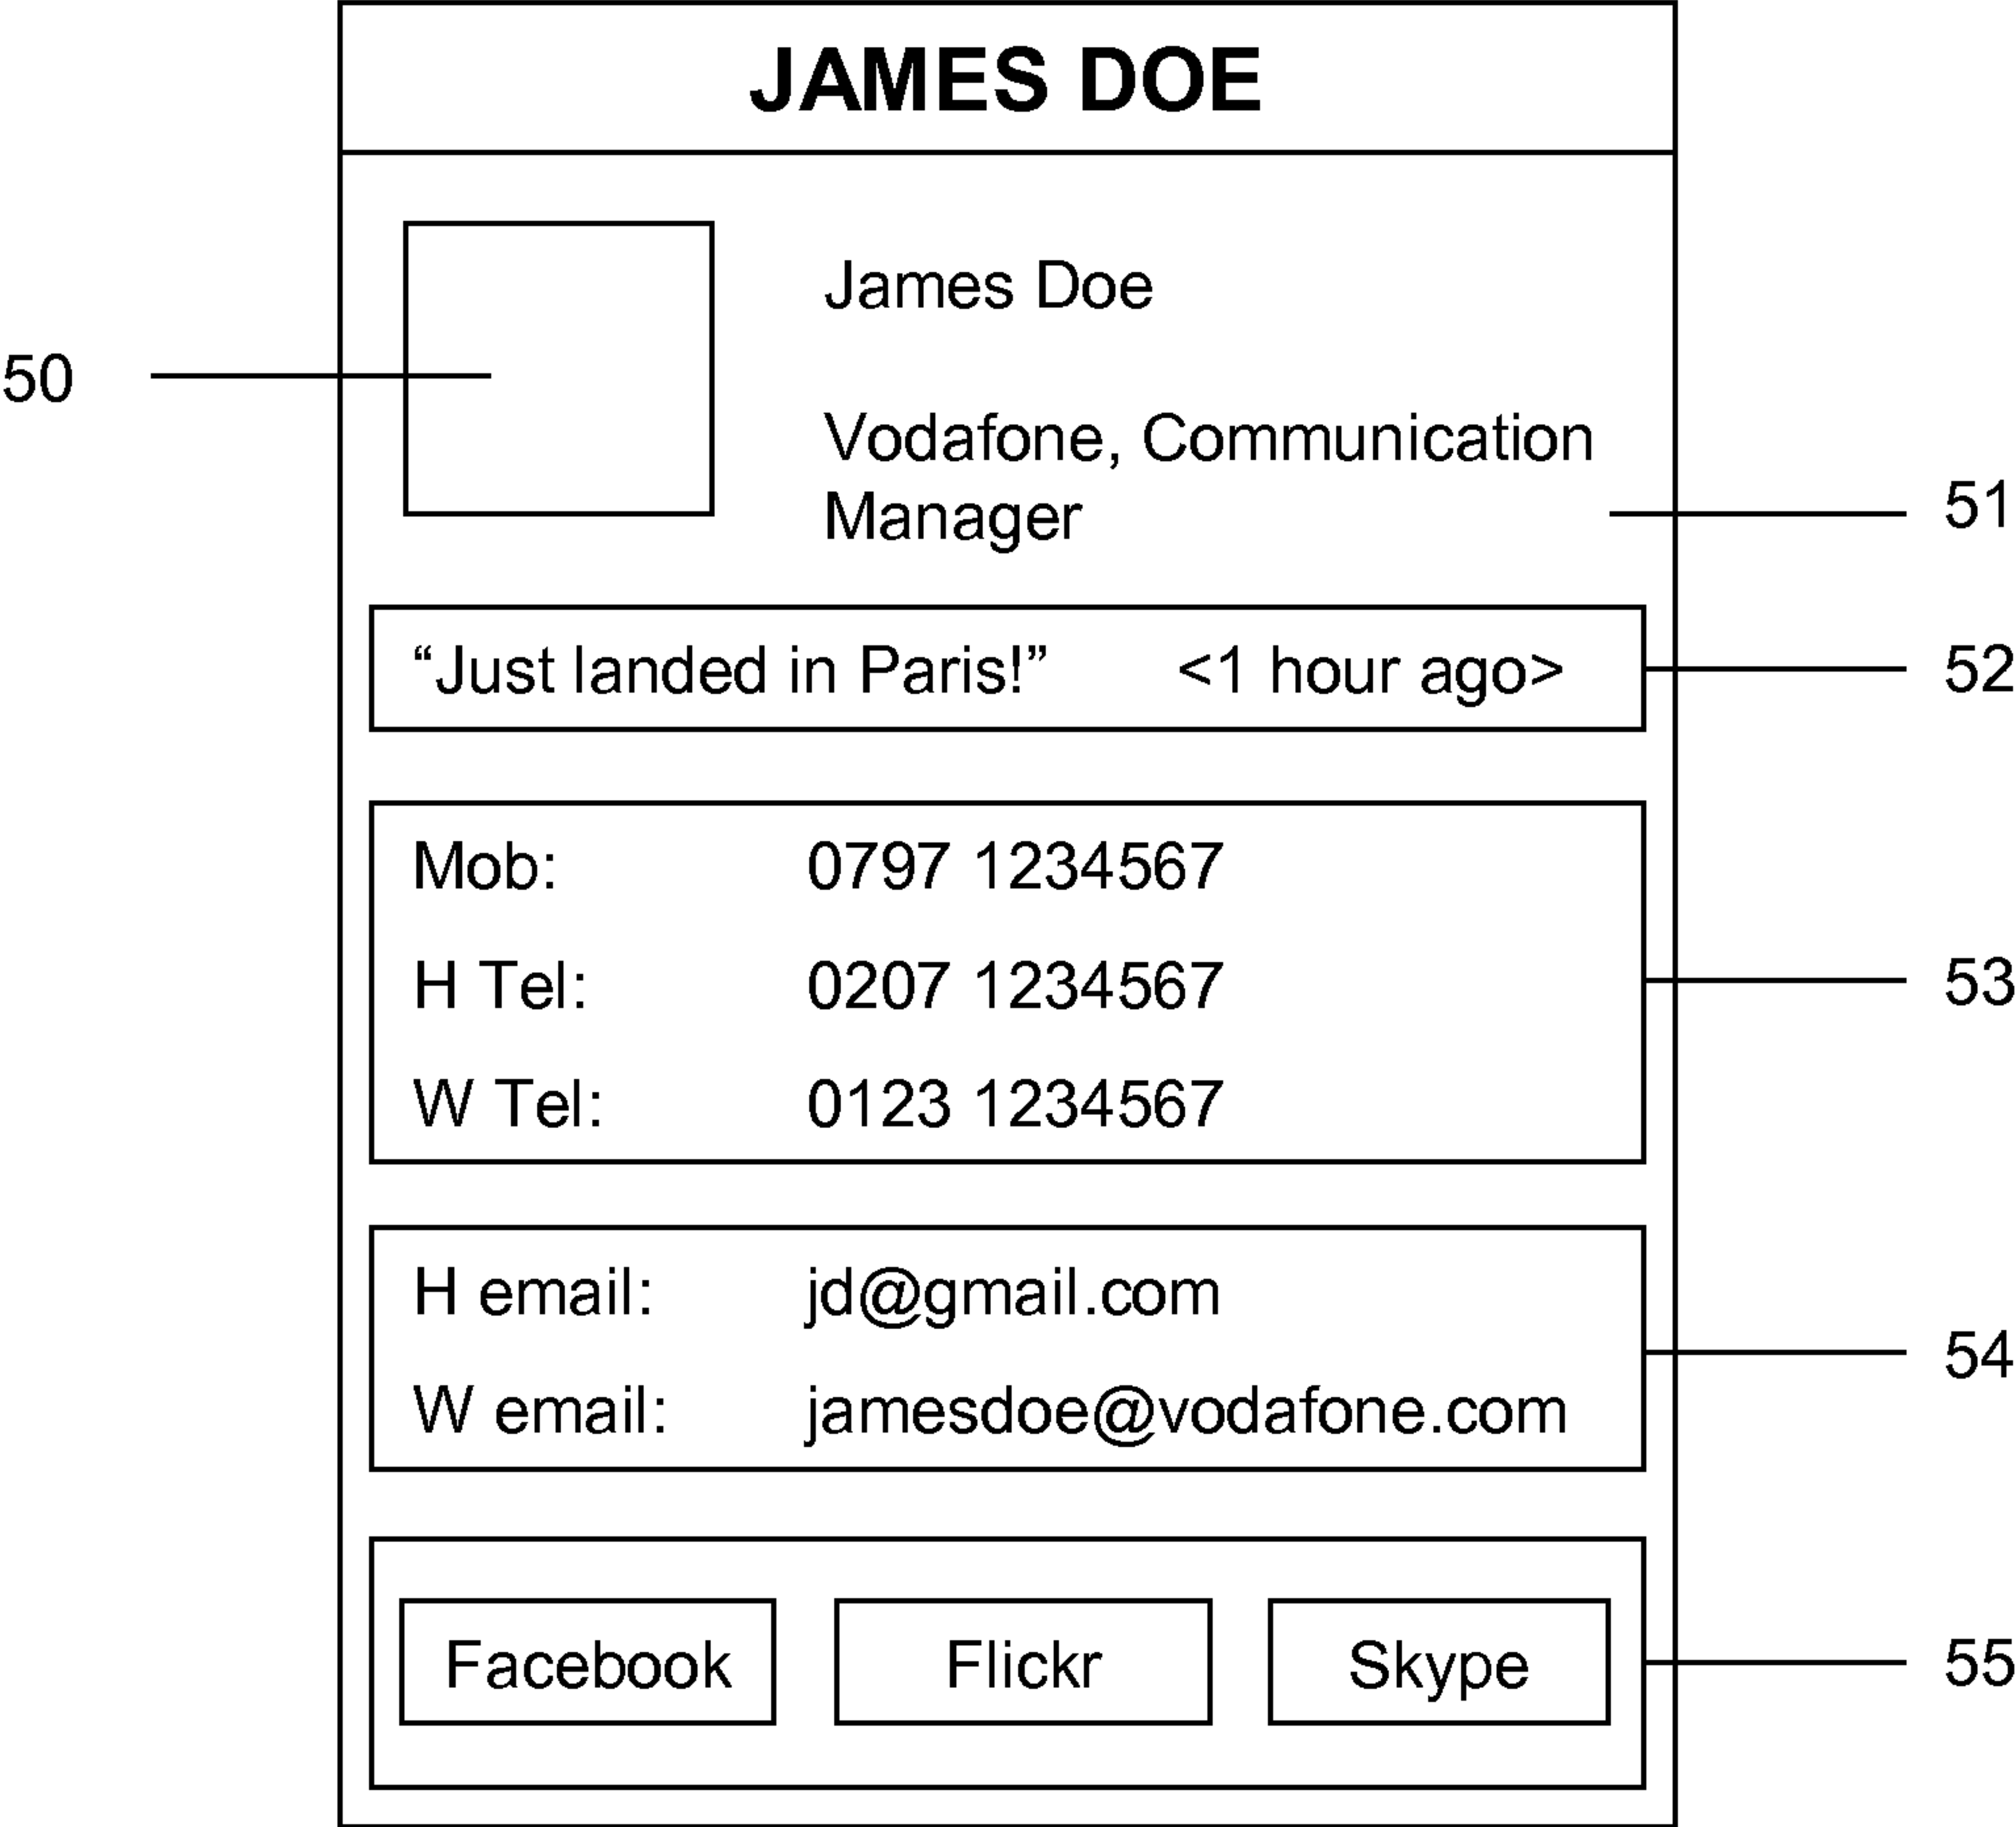 JAMES DOE
James Doe
50
Vodafone, Communication
Manager
51
“Just landed in Paris!” <1 hour ago>
52
Mob: 0797 1234567
H Tel: 0207 1234567
53
W Tel: 0123 1234567
H email: jd@gmail.com
54
W email: jamesdoe@vodafone.com
Facebook Flickr Skype
55